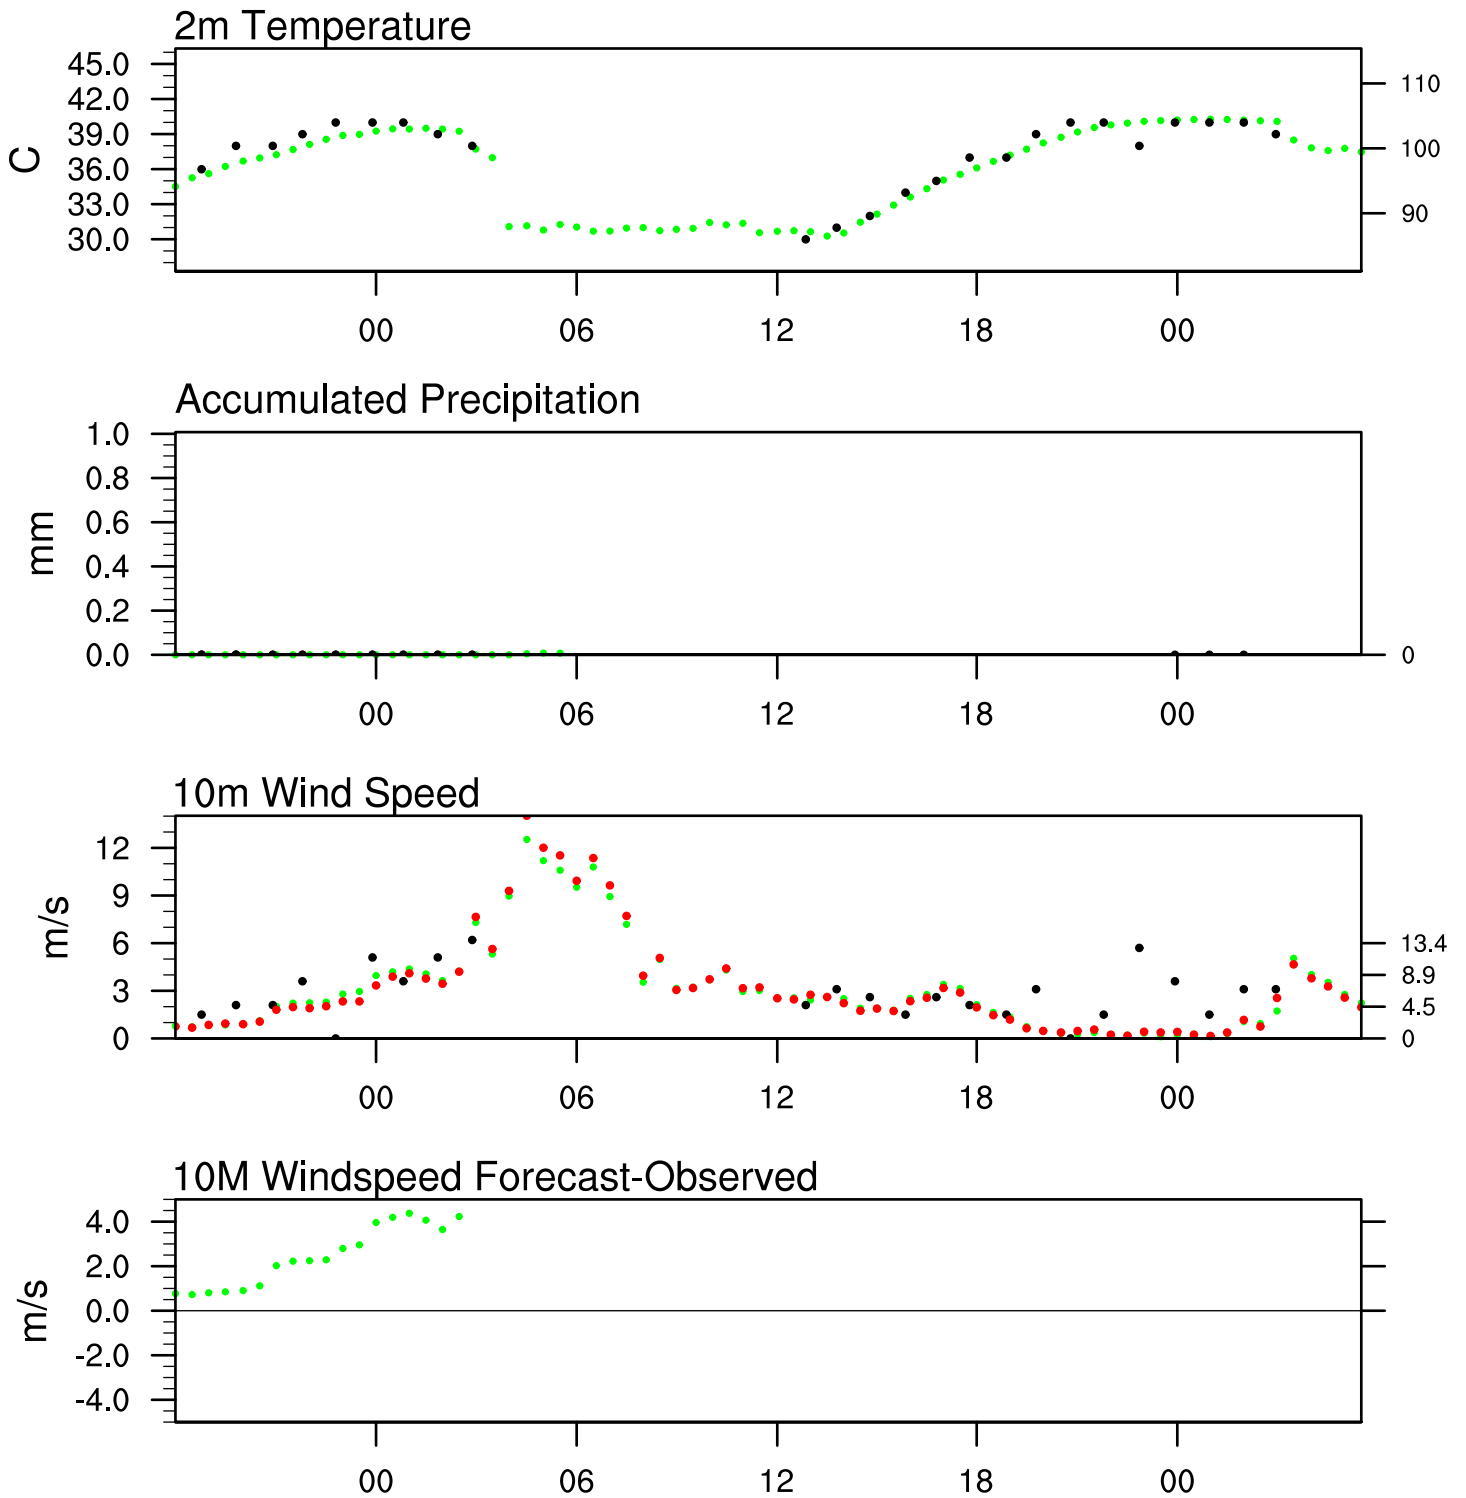 2m Temperature
45.0
42.0
39.0
36.0
33.0
30.0
C
110
100
90
00 06 12 18 00
Accumulated Precipitation
1.0
0.8
0.6
0.4
0.2
0.0
mm
0
00 06 12 18 00
10m Wind Speed
12
9
6
3
0
m/s
13.4
8.9
4.5
0
00 06 12 18 00
10M Windspeed Forecast-Observed
4.0
2.0
0.0
-2.0
-4.0
m/s
00 06 12 18 00